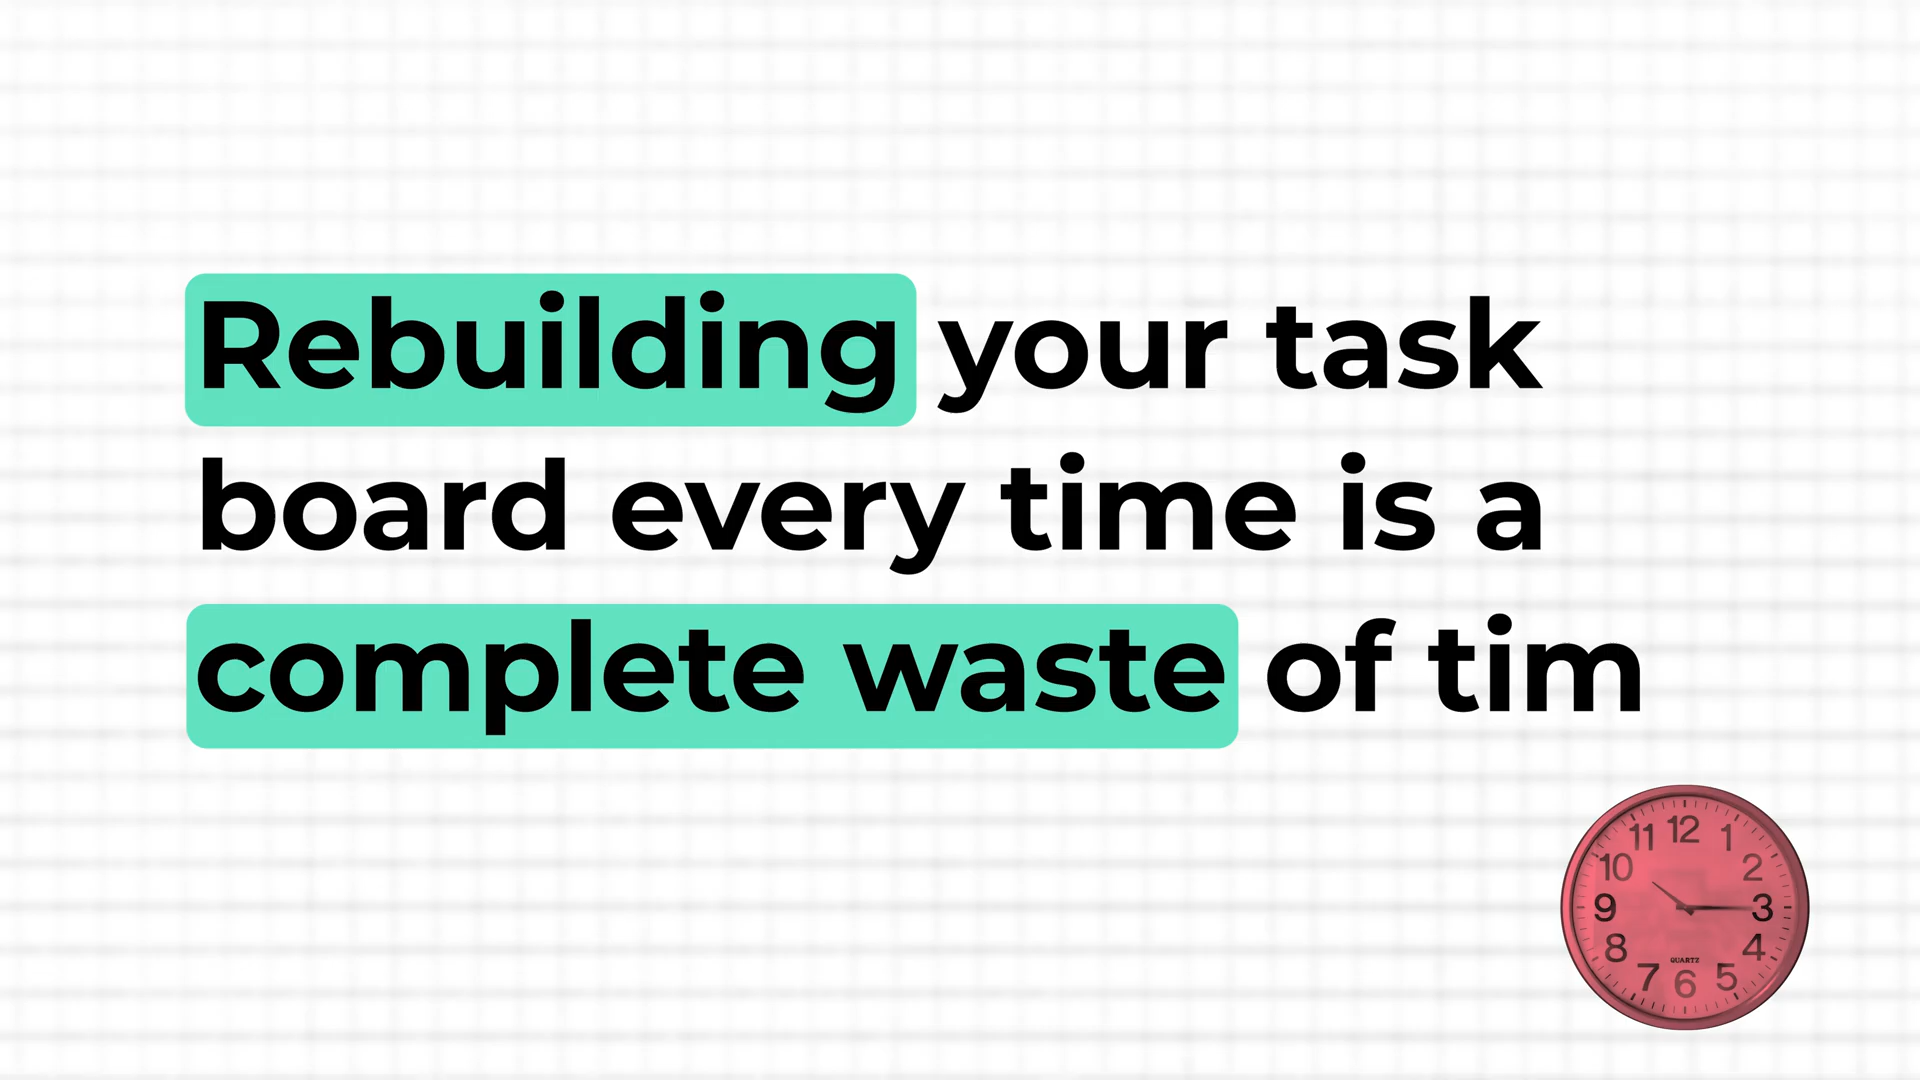 Rebuilding your task
board every time is a
complete waste of tim
12
11 1
10 2
9 3
8 4
QUARTZ
7 6 5